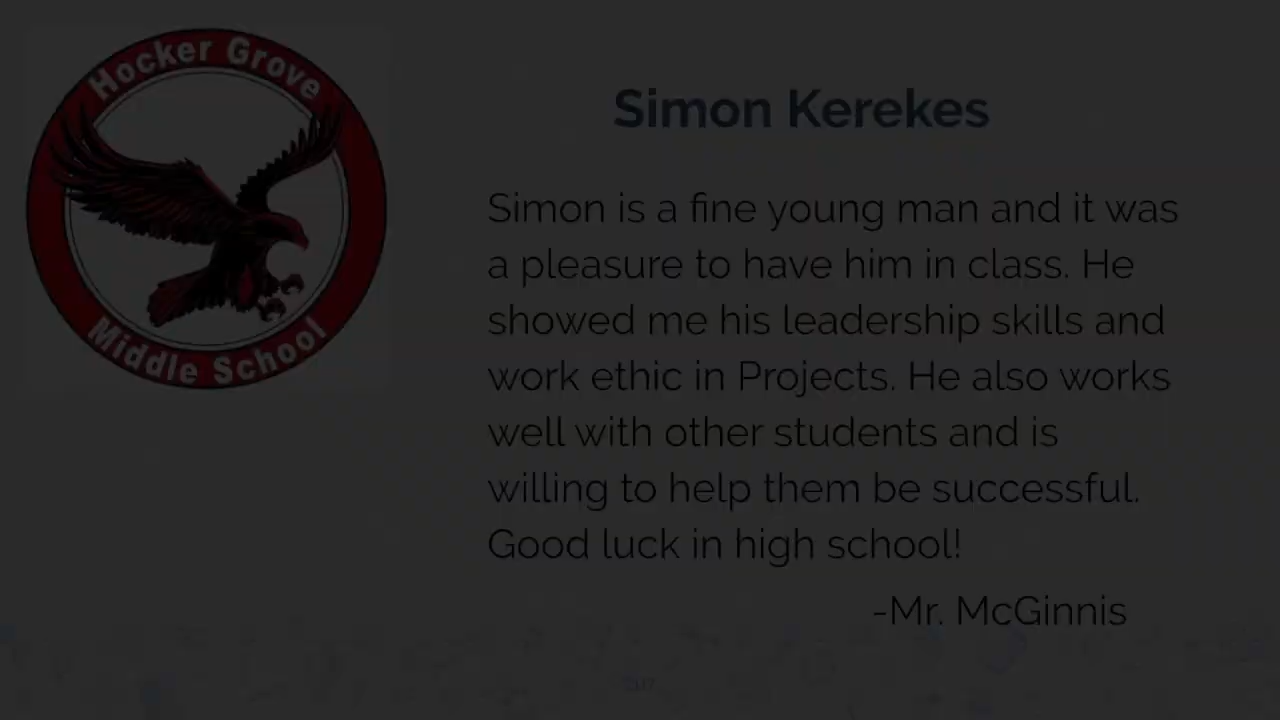 Hocker Grove
Middle School
Simon Kerekes
Simon is a fine young man and it was
a pleasure to have him in class. He
showed me his leadership skills and
work ethic in Projects. He also works
well with other students and is
willing to help them be successful.
Good luck in high school!
-Mr. McGinnis